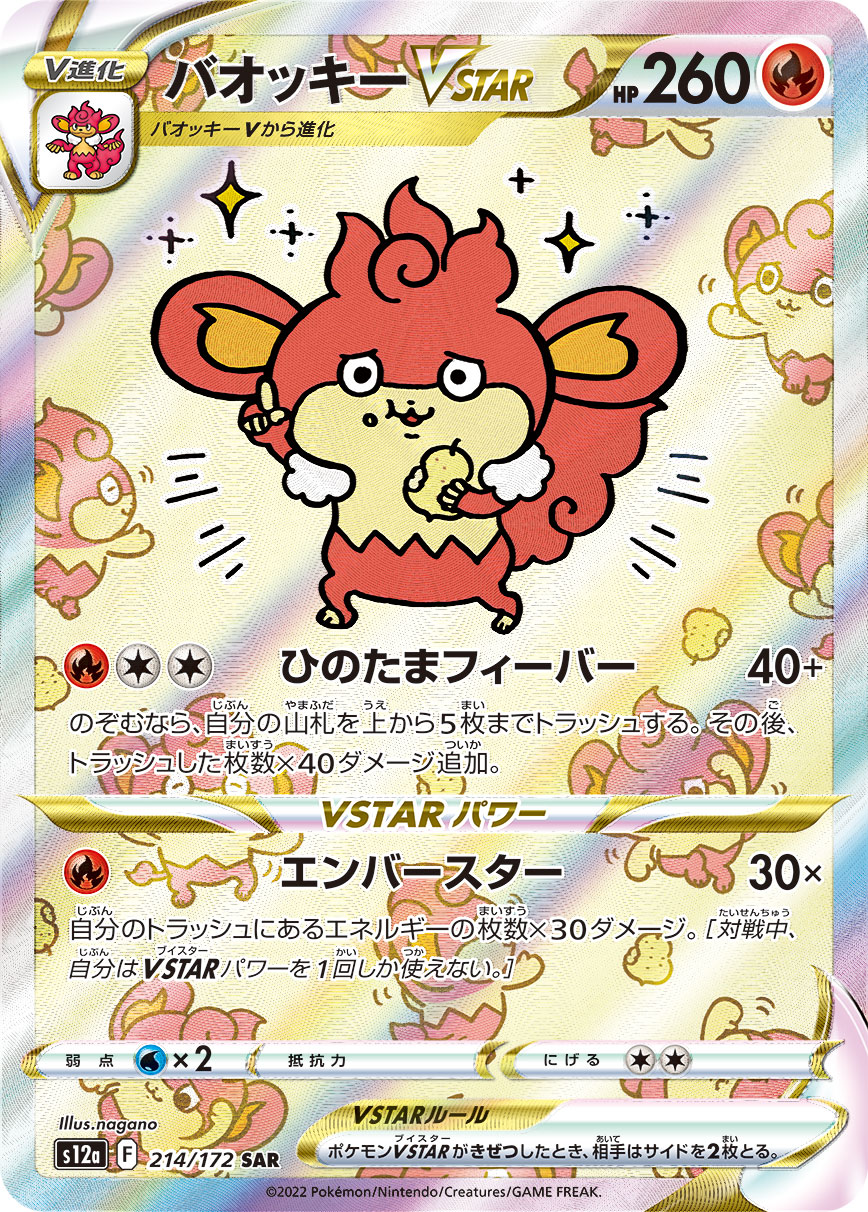 V進化
バオッキーVSTAR
HP 260
バオッキーVから進化
ひのたまフィーバー 40+
のぞむなら、自分の山札を上から5枚までトラッシュする。その後、
トラッシュした枚数×40ダメージ追加。
VSTARパワー
エンバースター 30×
自分のトラッシュにあるエネルギーの枚数×30ダメージ。[対戦中、
自分はVSTARパワーを1回しか使えない。]
弱点 ×2 抵抗力 にげる
Illus.nagano
VSTARルール
ポケモンVSTARがきぜつしたとき、相手はサイドを2枚とる。
s12a F 214/172 SAR
©2022 Pokémon/Nintendo/Creatures/GAME FREAK.